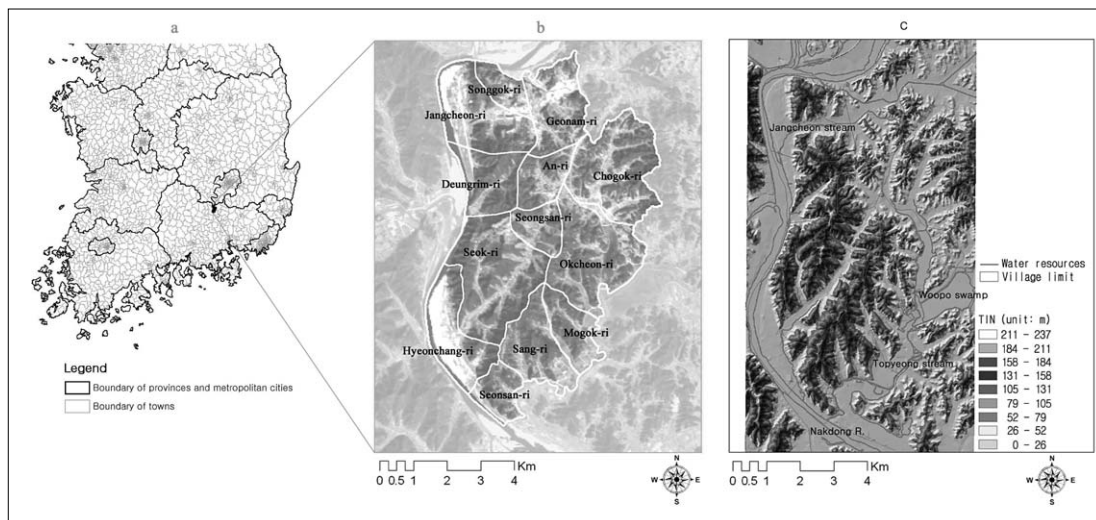 a
Legend
Boundary of provinces and metropolitan cities
Boundary of towns
b
Songgok-ri
Jangcheon-ri
Geonam-ri
An-ri
Chogok-ri
Deungrim-ri
Seongsan-ri
Seok-ri
Okcheon-ri
Mogok-ri
Hyeonchang-ri
Sang-ri
Seonsan-ri
Km
0 0.5 1 2 3 4
N
W E
S
c
Jangcheon stream
Woopo swamp
Topyeong stream
Nakdong R.
Water resources
Village limit
TIN (unit: m)
211 - 237
184 - 211
158 - 184
131 - 158
105 - 131
79 - 105
52 - 79
26 - 52
0 - 26
Km
0 0.5 1 2 3 4
N
W E
S